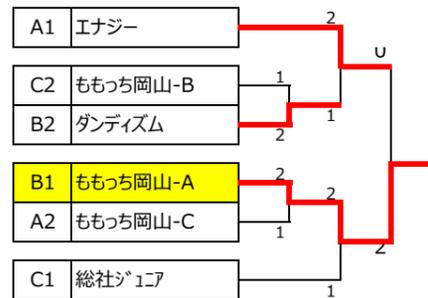 A1 エナジー 2
0
C2 ももっち岡山-B 1
B2 ダンディズム 2 1
B1 ももっち岡山-A 2 2
A2 ももっち岡山-C 1 2
C1 総社ｼﾞｭﾆｱ 1